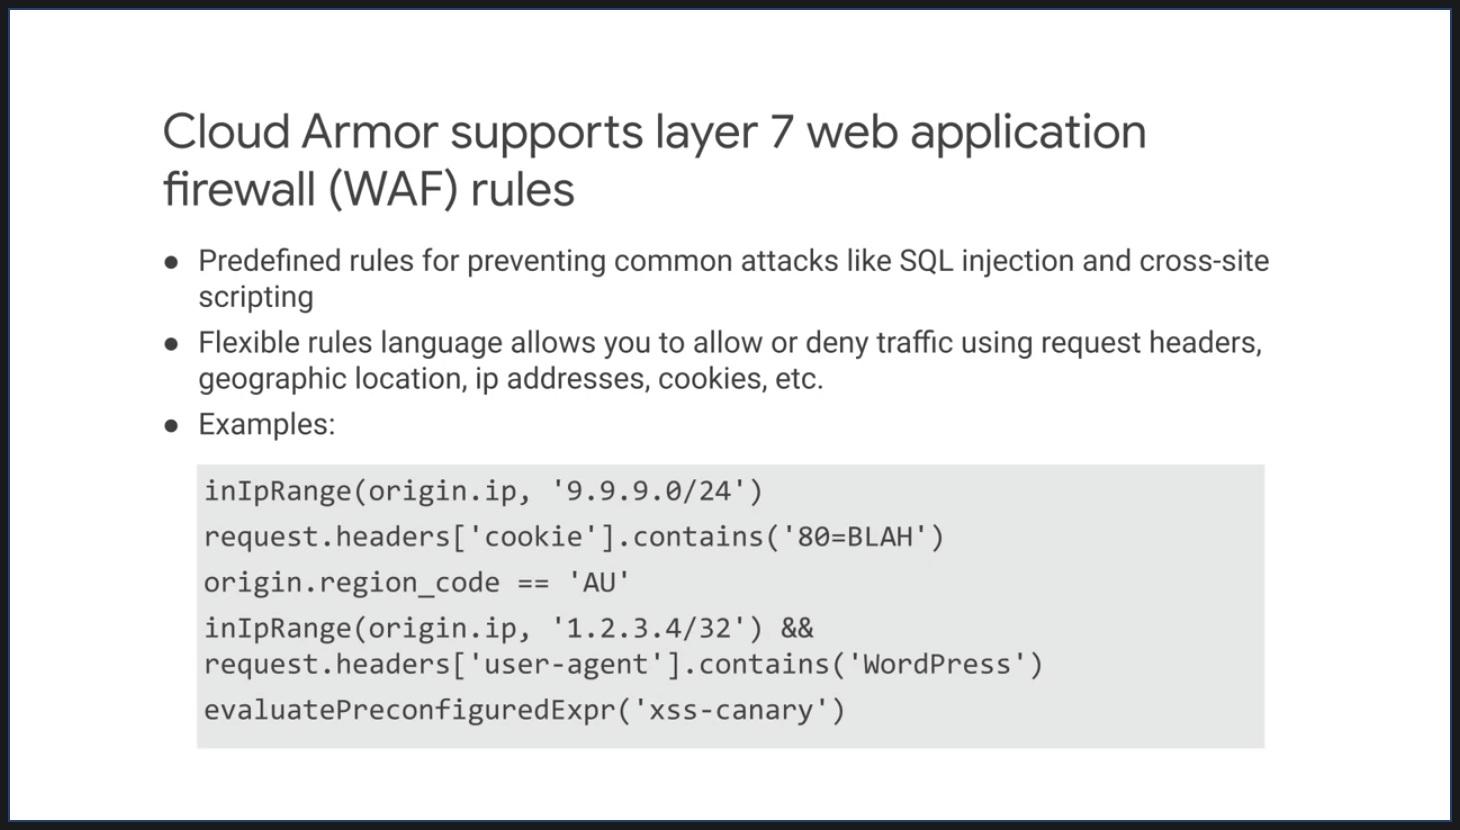 Cloud Armor supports layer 7 web application
firewall (WAF) rules
● Predefined rules for preventing common attacks like SQL injection and cross-site
scripting
● Flexible rules language allows you to allow or deny traffic using request headers,
geographic location, ip addresses, cookies, etc.
● Examples:
inIpRange(origin.ip, '9.9.9.0/24')
request.headers['cookie'].contains('80=BLAH')
origin.region_code == 'AU'
inIpRange(origin.ip, '1.2.3.4/32') &&
request.headers['user-agent'].contains('WordPress')
evaluatePreconfiguredExpr('xss-canary')